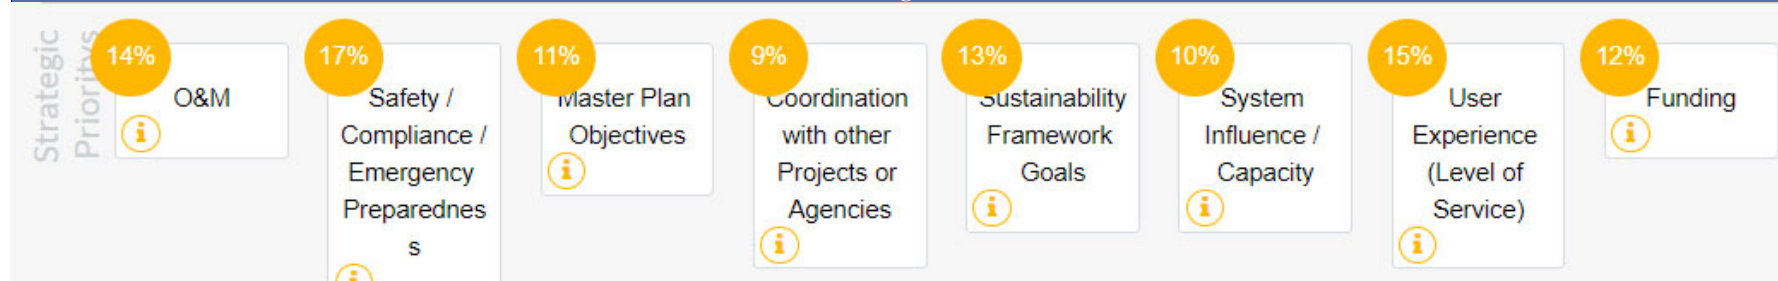 Strategic
Prioritys
14%
O&M
i
17%
Safety /
Compliance /
Emergency
Preparednes
s
i
11%
Master Plan
Objectives
i
9%
Coordination
with other
Projects or
Agencies
i
13%
Sustainability
Framework
Goals
i
10%
System
Influence /
Capacity
i
15%
User
Experience
(Level of
Service)
i
12%
Funding
i